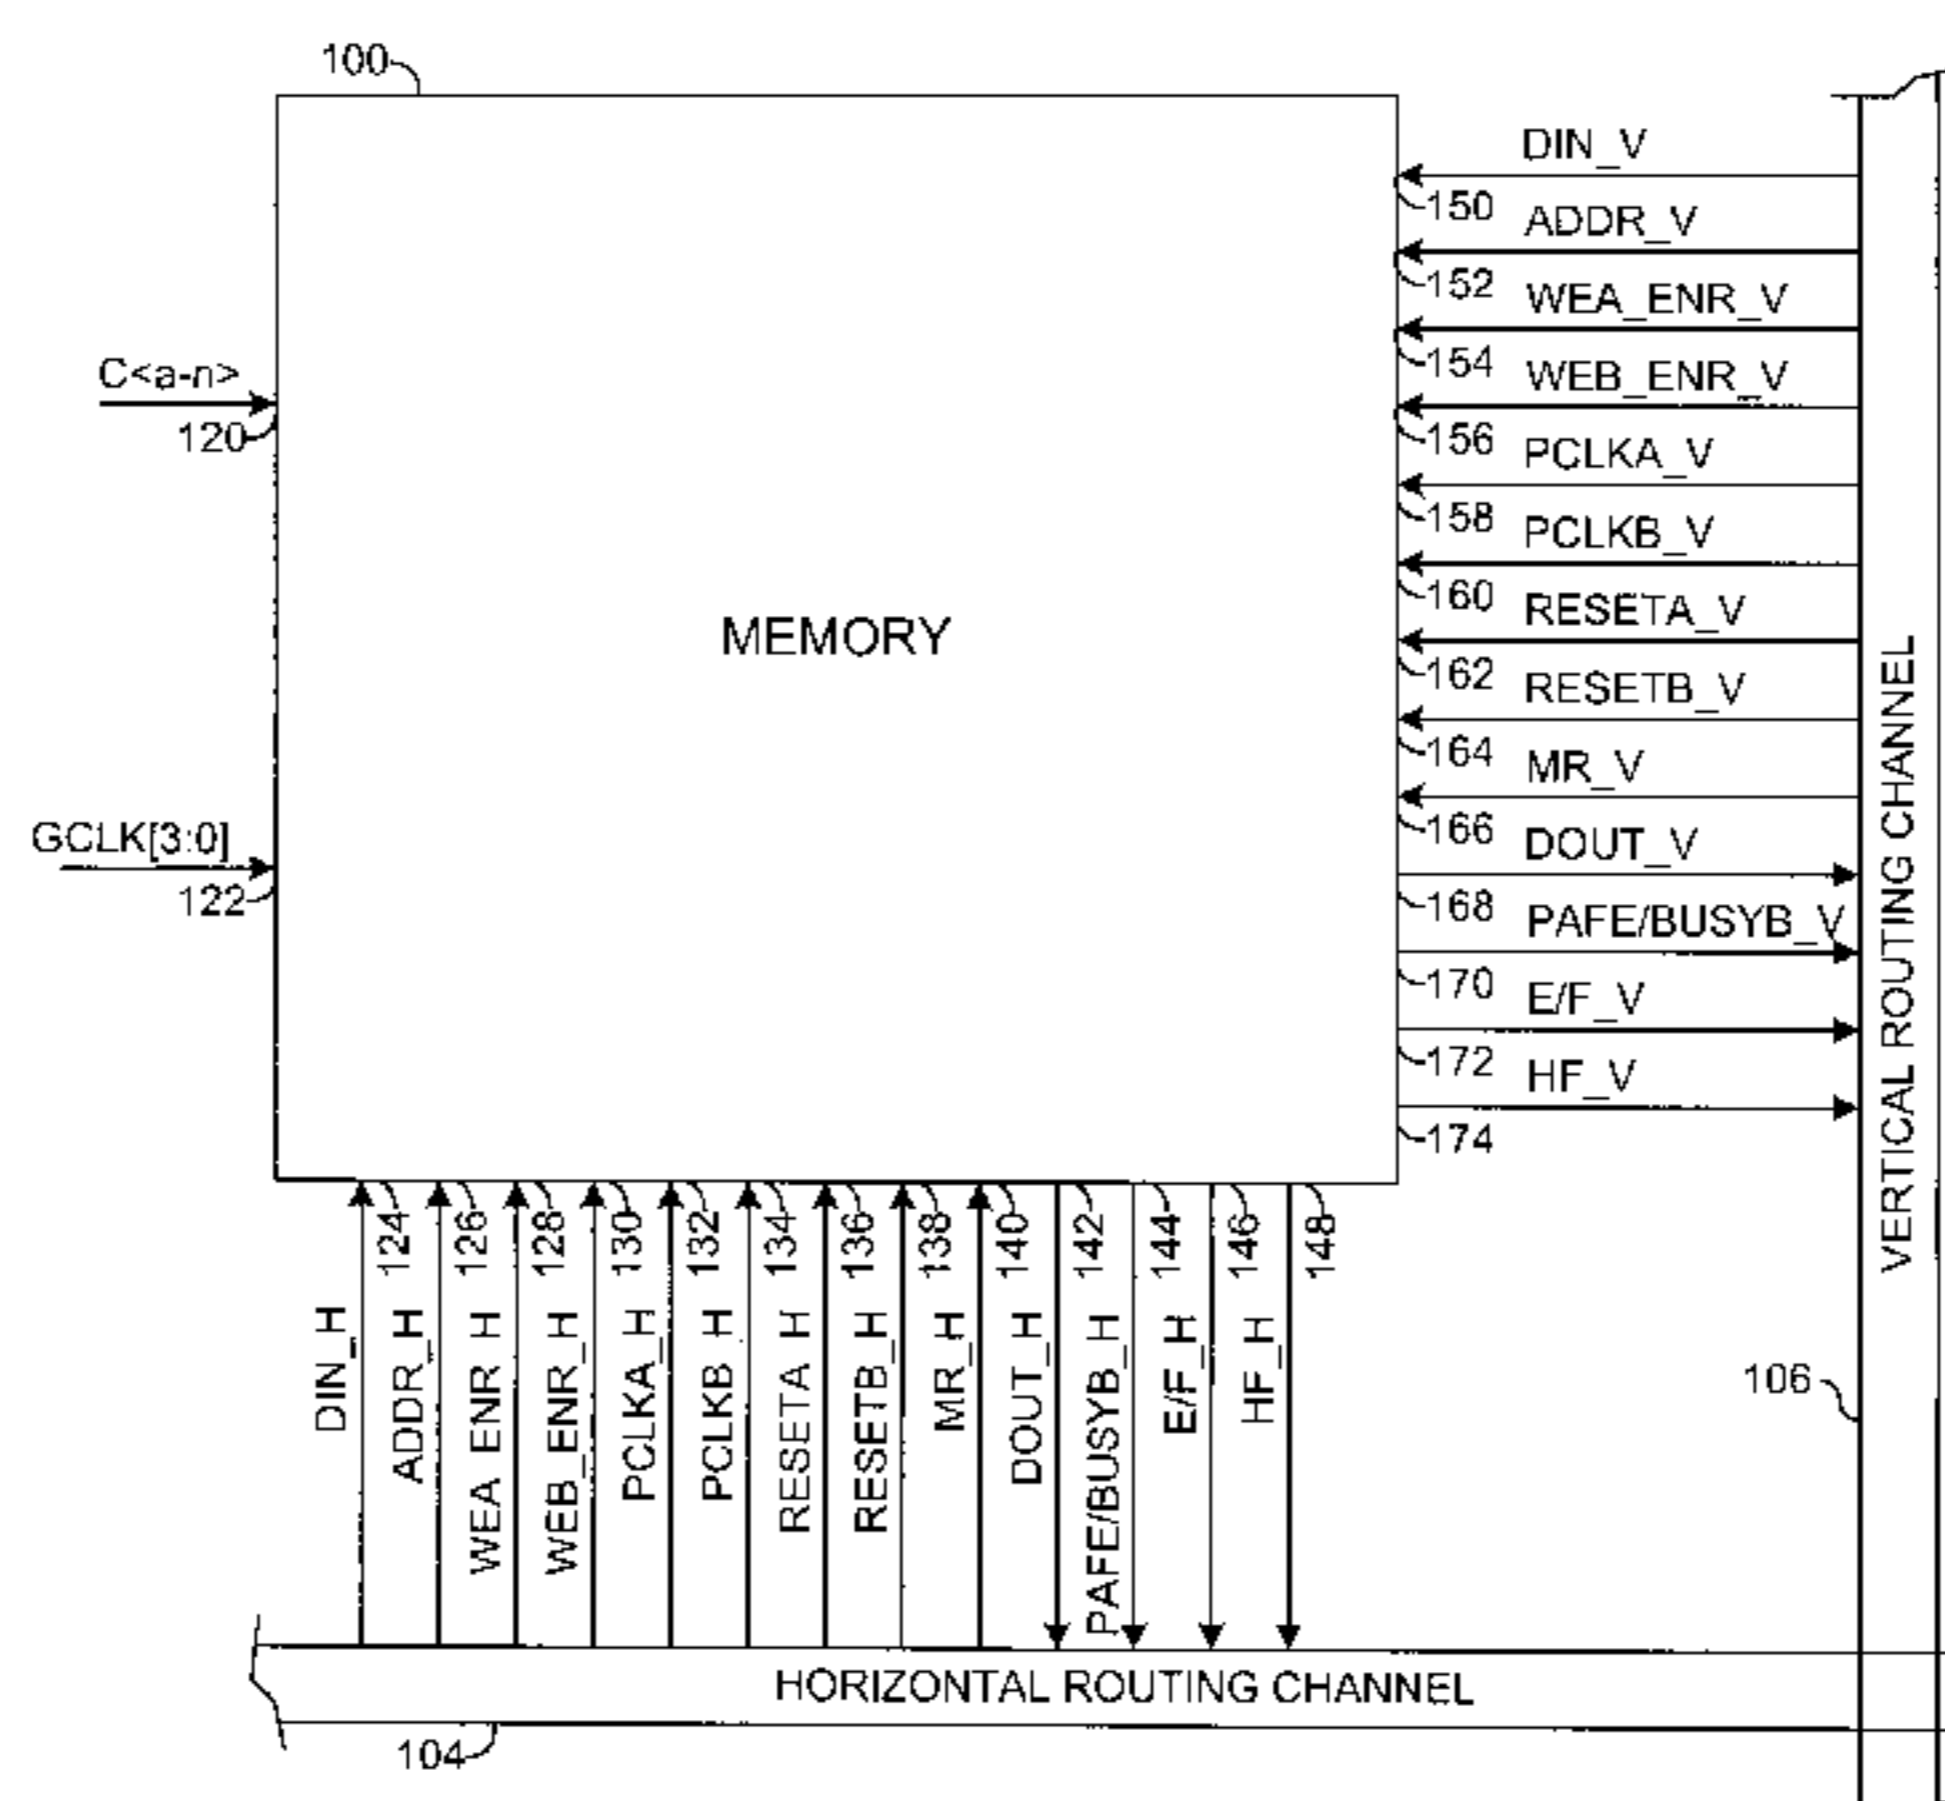 100
DIN_V
150
ADDR_V
152
WEA_ENR_V
C<a-n>
154
WEB_ENR_V
120
156
PCLKA_V
158
PCLKB_V
160
RESETA_V
MEMORY
162
RESETB_V
164
MR_V
GCLK[3:0]
166
DOUT_V
122
168
PAFE/BUSYB_V
170
E/F_V
172
HF_V
174
VERTICAL ROUTING CHANNEL
124
126
128
130
132
134
136
138
140
142
144
146
148
DIN_H
ADDR_H
WEA_ENR_H
WEB_ENR_H
PCLKA_H
PCLKB_H
RESETA_H
RESETB_H
MR_H
DOUT_H
PAFE/BUSYB_H
E/F_H
HF_H
106
HORIZONTAL ROUTING CHANNEL
104